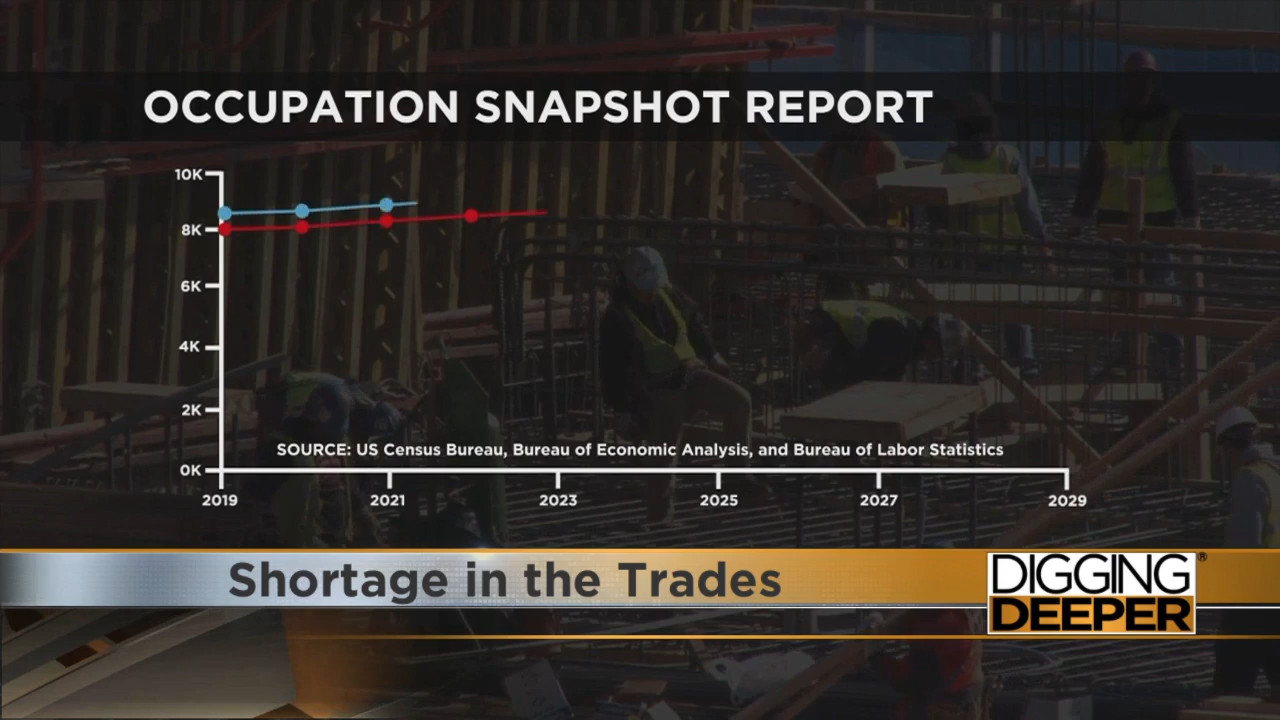 OCCUPATION SNAPSHOT REPORT
10K
8K
6K
4K
2K
SOURCE: US Census Bureau, Bureau of Economic Analysis, and Bureau of Labor Statistics
0K
2019 2021 2023 2025 2027 2029
Shortage in the Trades
DIGGING®
DEEPER